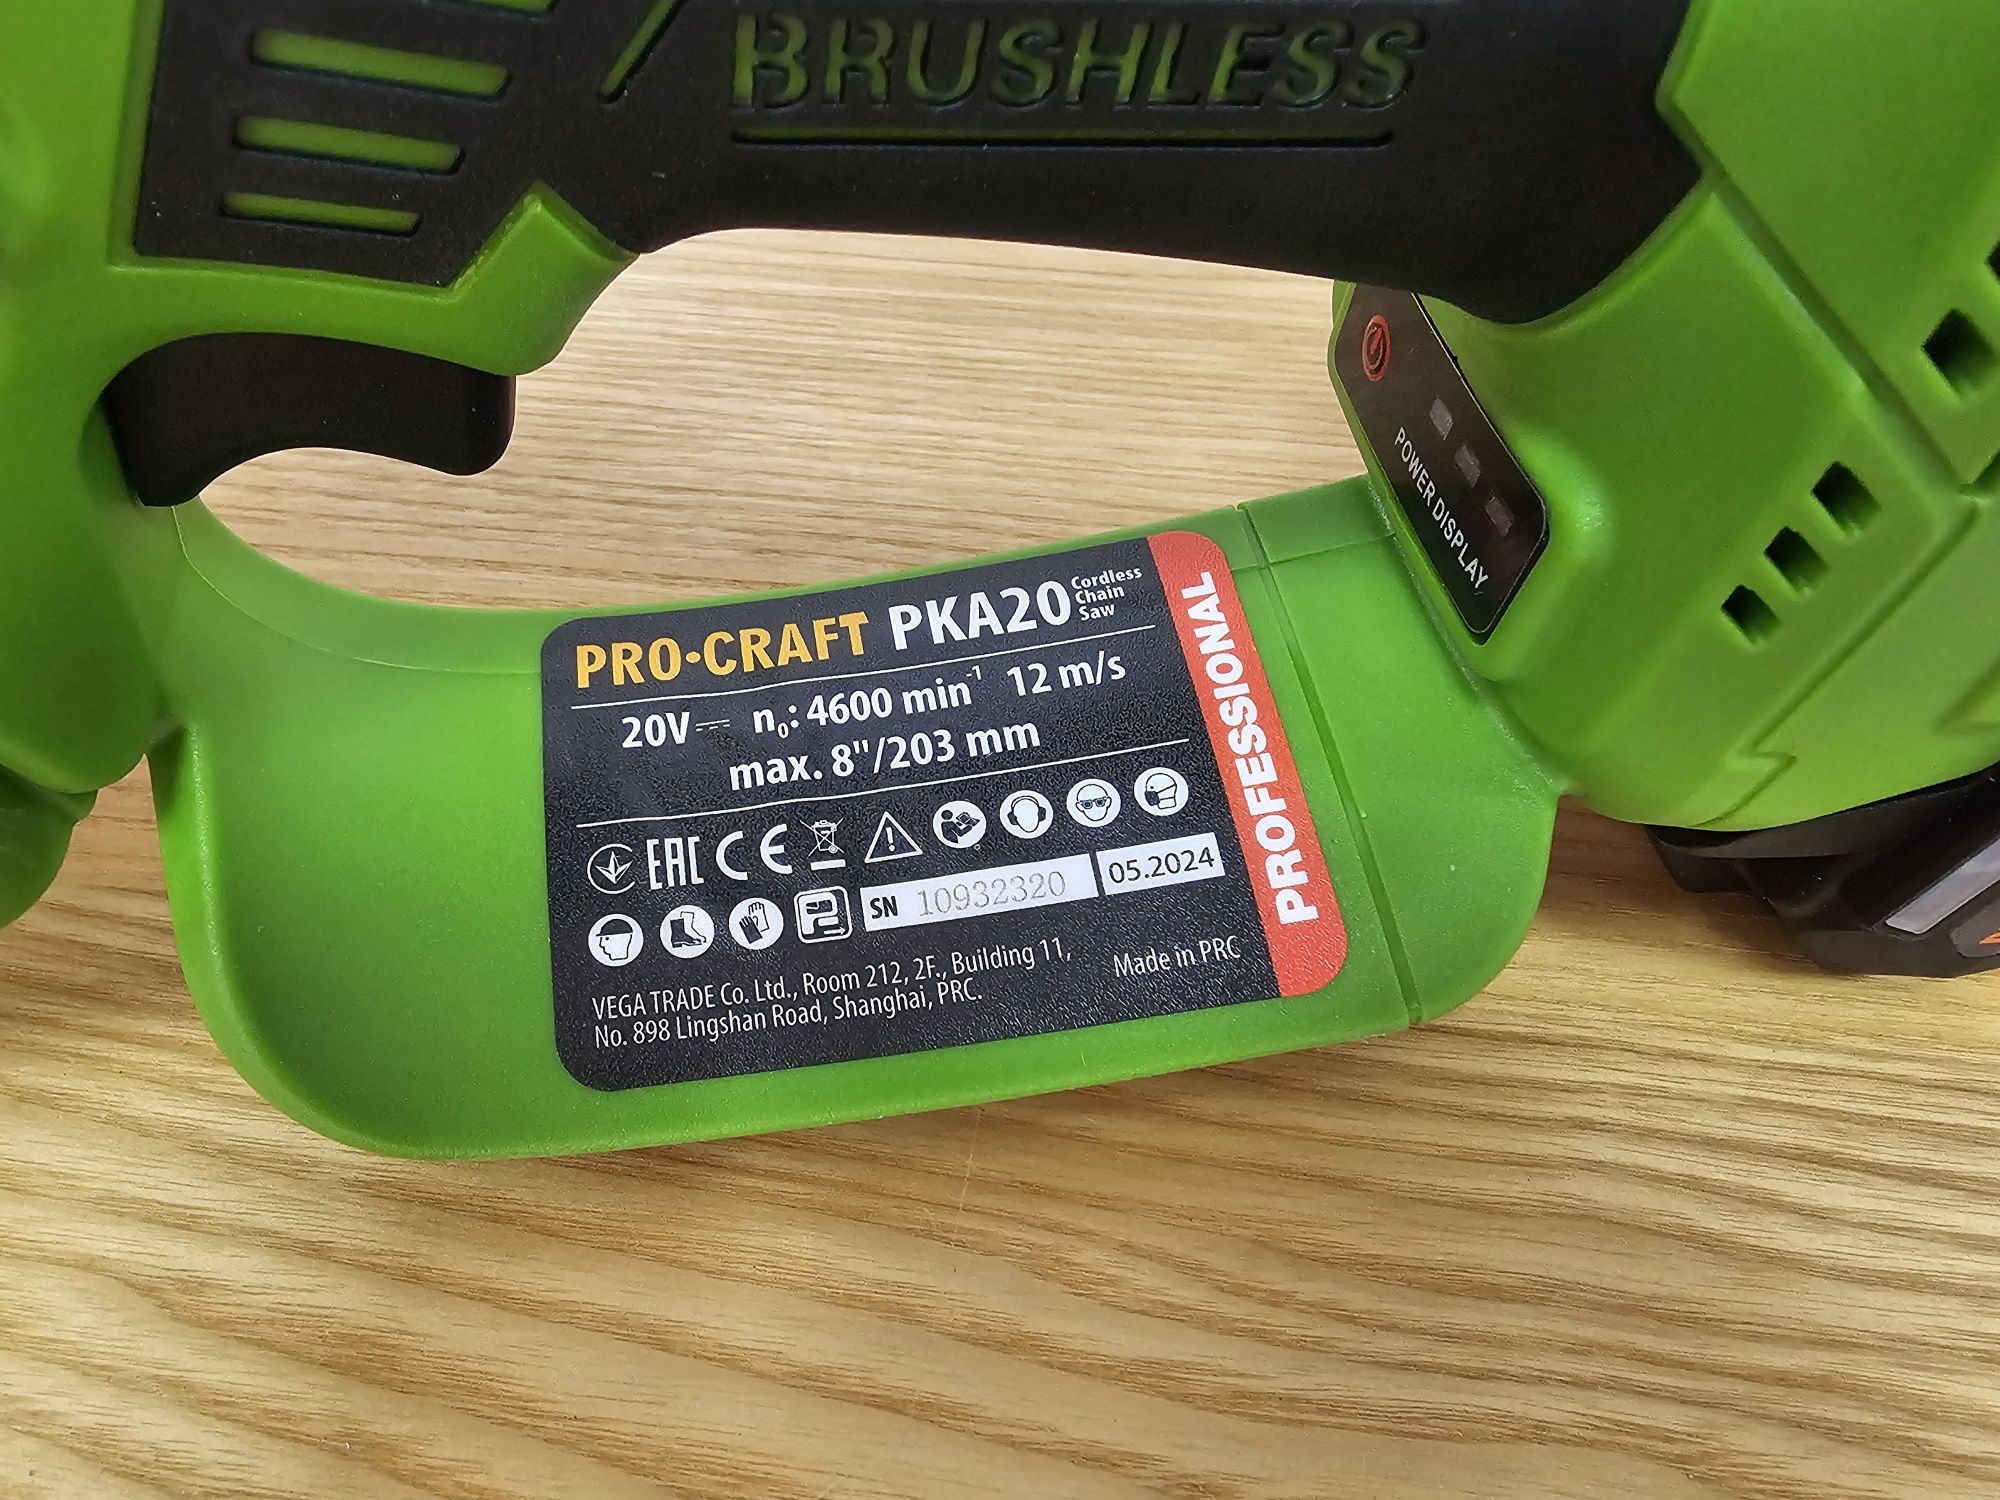 BRUSHLESS
POWER DISPLAY
PRO·CRAFT PKA20 Cordless Chain Saw
20V n₀: 4600 min⁻¹ 12 m/s
max. 8"/203 mm
EAC CE
SN 10932320 05.2024
VEGA TRADE Co. Ltd., Room 212, 2F., Building 11,
No. 898 Lingshan Road, Shanghai, PRC.
Made in PRC
PROFESSIONAL